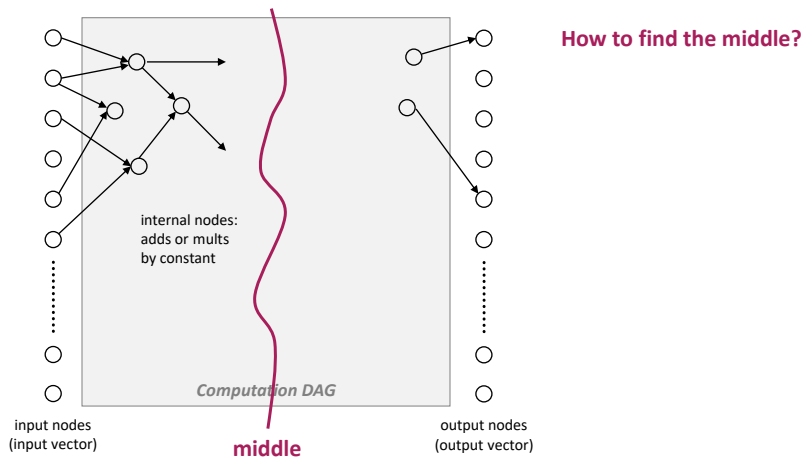 How to find the middle?
internal nodes:
adds or mults
by constant
Computation DAG
input nodes
(input vector)
middle
output nodes
(output vector)